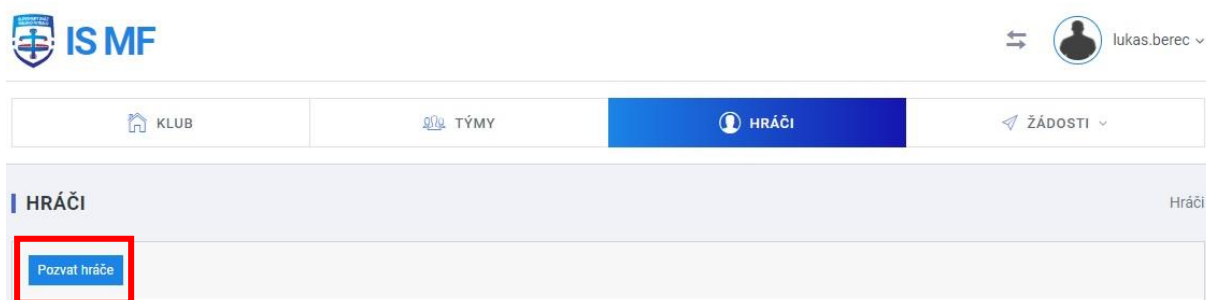 IS MF
lukas.berec
KLUB
TÝMY
HRÁČI
ŽÁDOSTI
HRÁČI
Hráči
Pozvat hráče